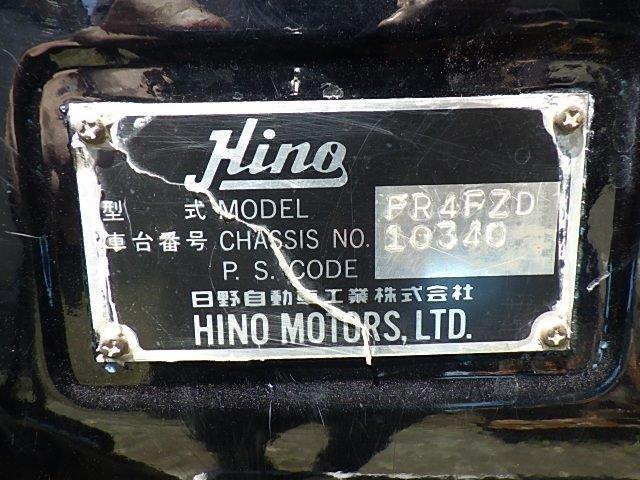 Hino
型 式 MODEL FR4FZD
車台番号 CHASSIS NO. 10340
P. S. CODE
日野自動車工業株式会社
HINO MOTORS, LTD.